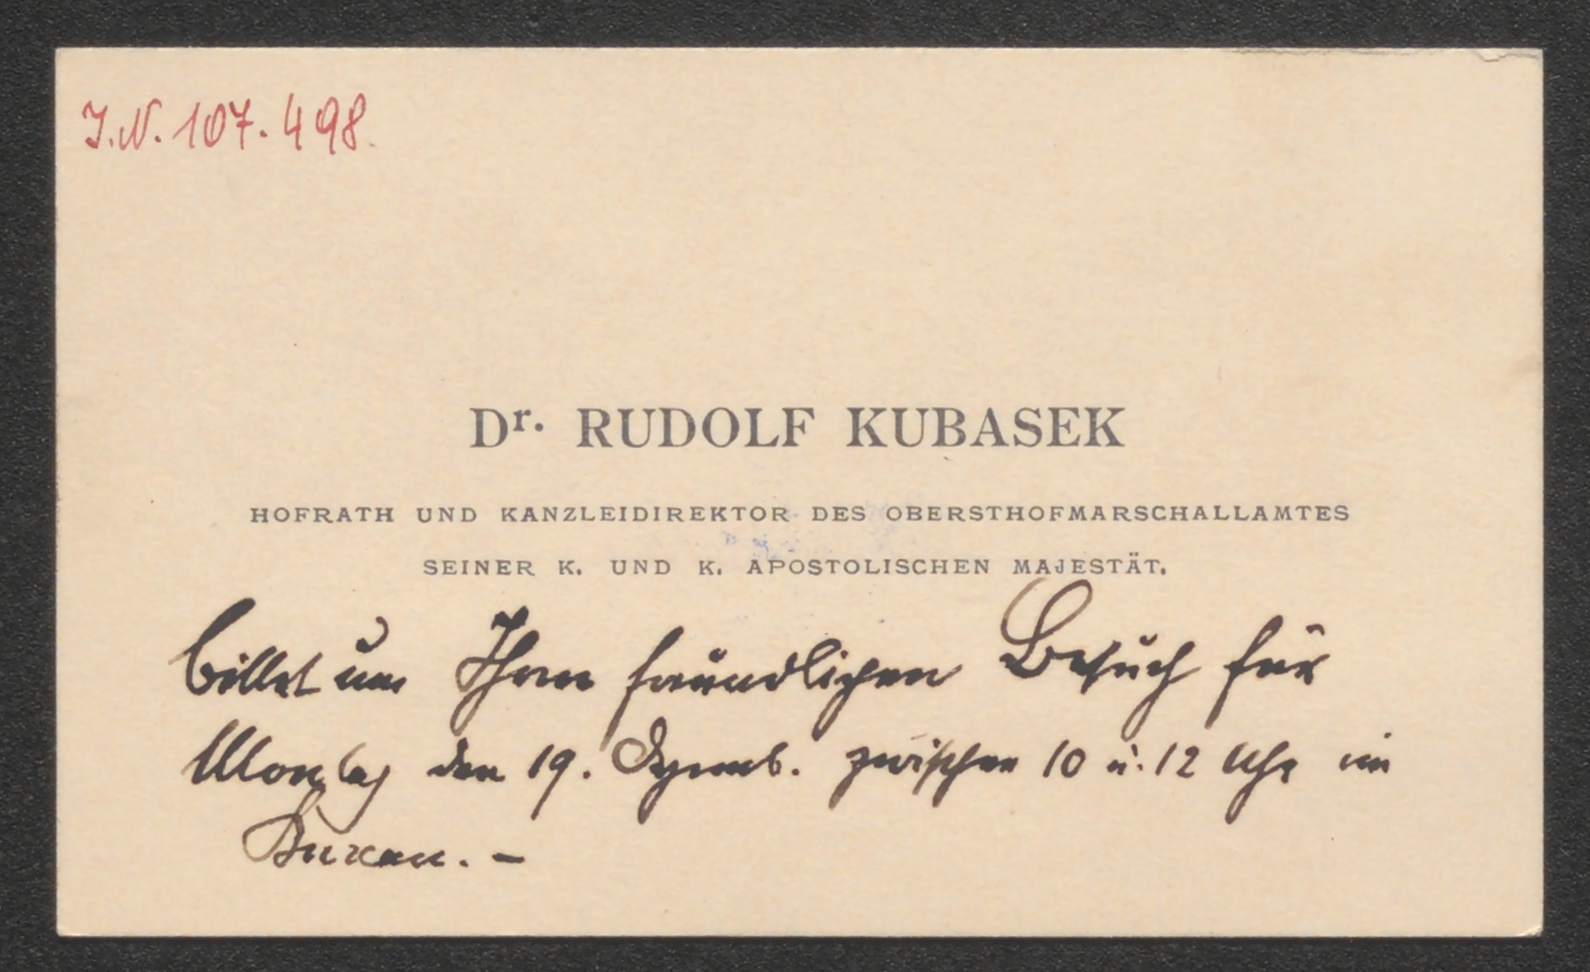 J.N. 107.498
Dr. RUDOLF KUBASEK
HOFRATH UND KANZLEIDIREKTOR DES OBERSTHOFMARSCHALLAMTES
SEINER K. UND K. APOSTOLISCHEN MAJESTÄT.
bittet um Ihren freundlichen Besuch für
Montag den 19. Dezemb. zwischen 10 u. 12 Uhr im
Bureau. –